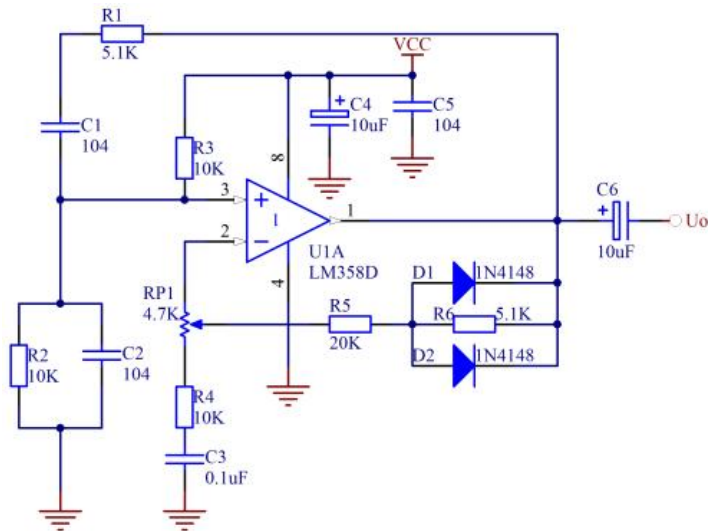 R1
5.1K
VCC
C1
104
R3
10K
C4
+
10uF
C5
104
8
3
+
1
1
2
−
U1A
LM358D
4
C6
+
10uF
Uo
RP1
4.7K
R5
20K
D1
1N4148
R6
5.1K
D2
1N4148
R2
10K
C2
104
R4
10K
C3
0.1uF